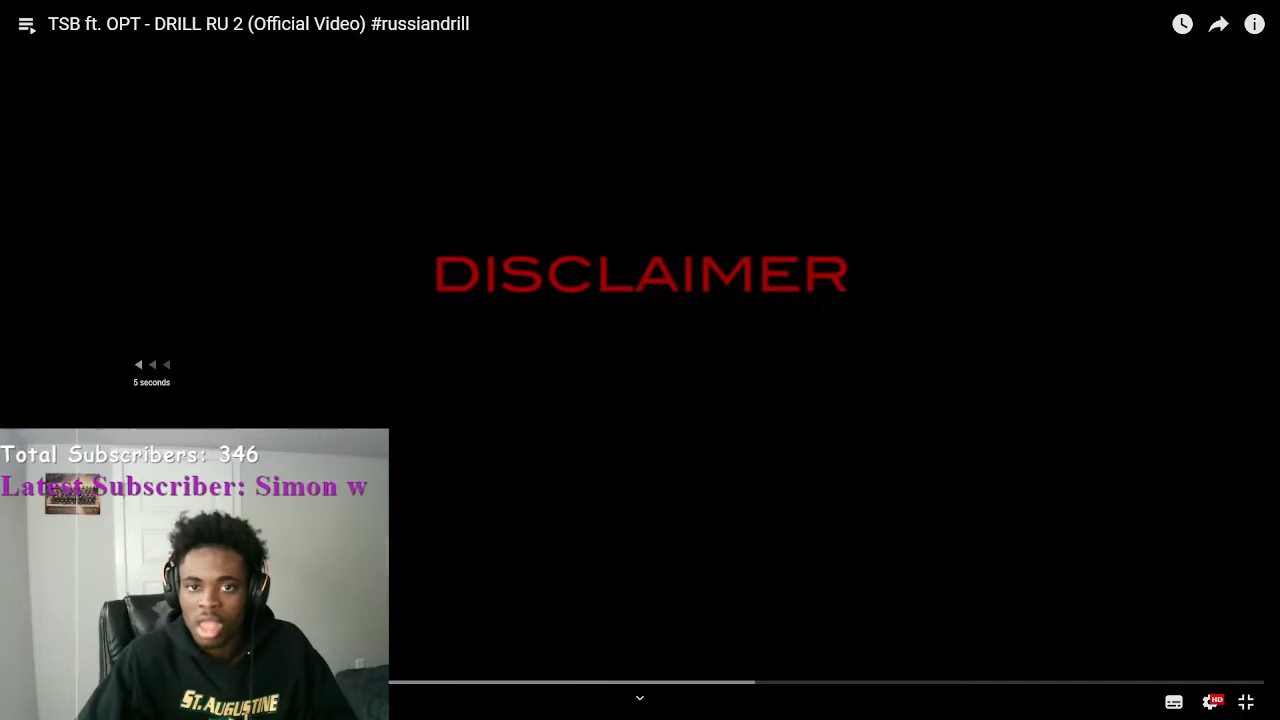 TSB ft. OPT - DRILL RU 2 (Official Video) #russiandrill
DISCLAIMER
5 seconds
Total Subscribers: 346
Latest Subscriber: Simon w
ST. AUGUSTINE
HD